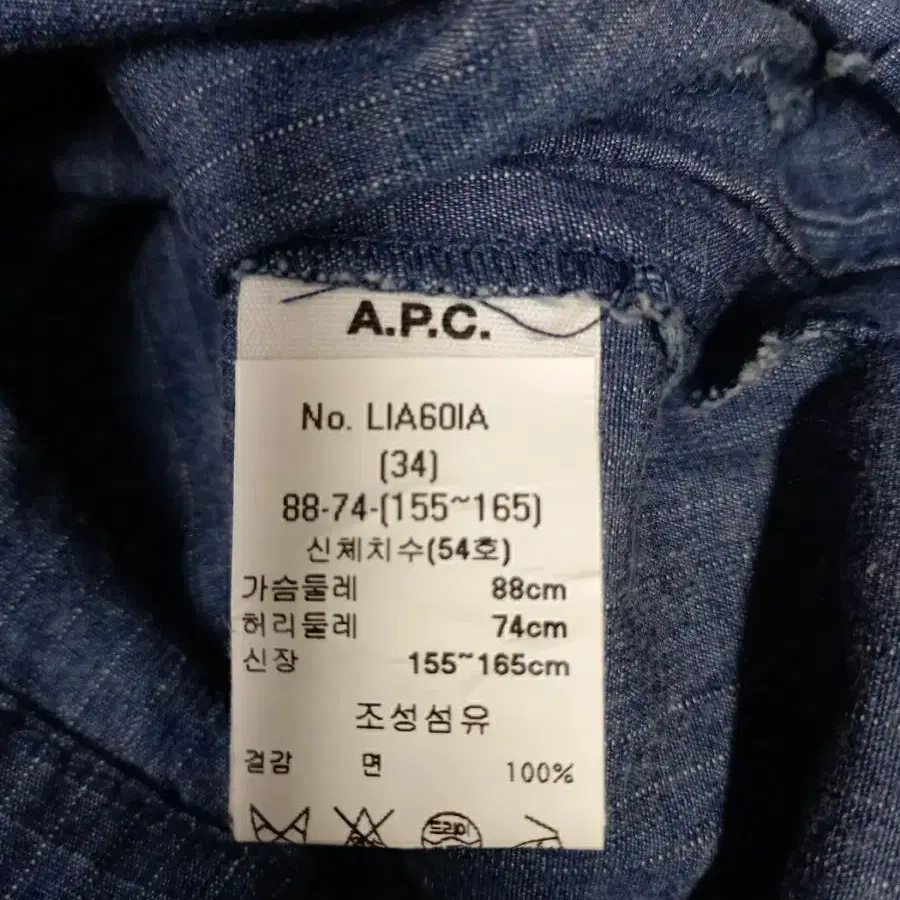 A.P.C.
No. LIA60IA
(34)
88-74-(155~165)
신체치수(54호)
가슴둘레 88cm
허리둘레 74cm
신장 155~165cm
조성섬유
겉감 면 100%
드라이